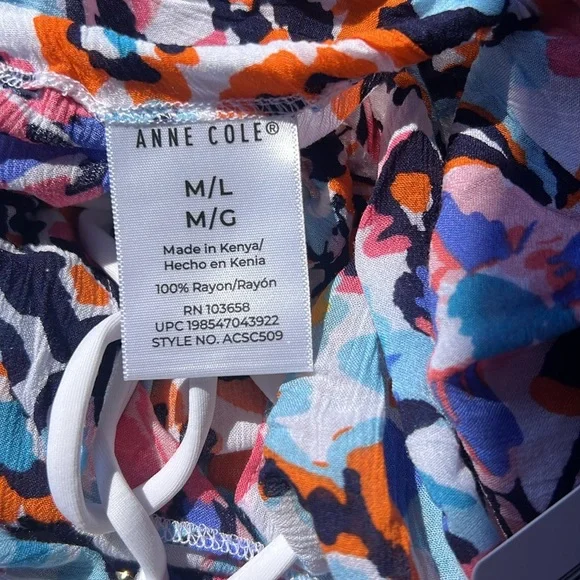 ANNE COLE®
M/L
M/G
Made in Kenya/
Hecho en Kenia
100% Rayon/Rayón
RN 103658
UPC 198547043922
STYLE NO. ACSC509